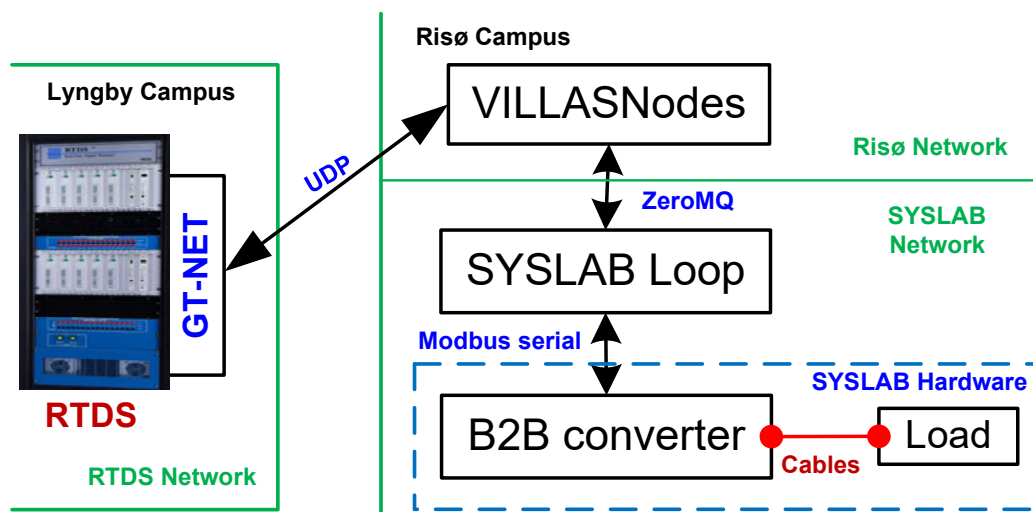 Risø Campus
Lyngby Campus
VILLASNodes
RTDS
UDP
Risø Network
ZeroMQ
SYSLAB
Network
GT-NET
SYSLAB Loop
Modbus serial
SYSLAB Hardware
RTDS
B2B converter
Load
Cables
RTDS Network